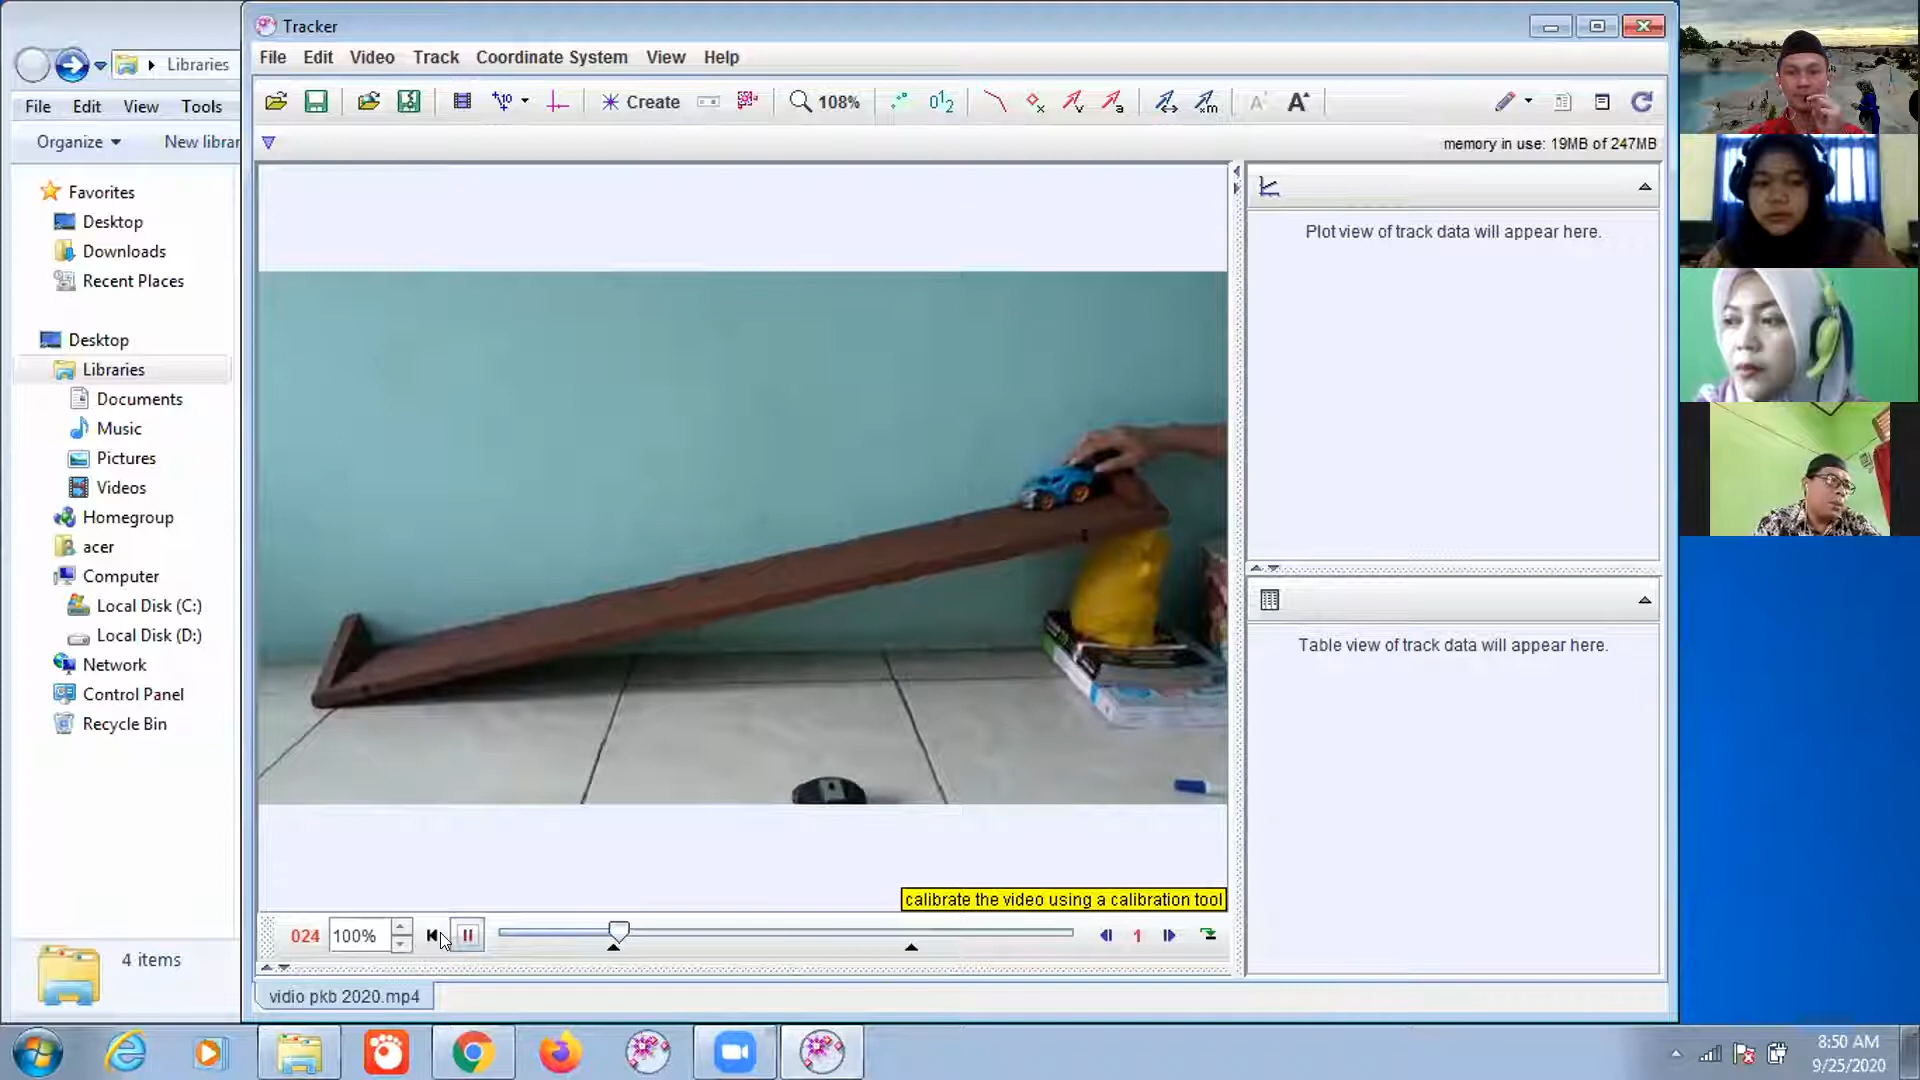 Libraries
File Edit View Tools
Organize New librar
Favorites
Desktop
Downloads
Recent Places
Desktop
Libraries
Documents
Music
Pictures
Videos
Homegroup
acer
Computer
Local Disk (C:)
Local Disk (D:)
Network
Control Panel
Recycle Bin
4 items
Tracker
File Edit Video Track Coordinate System View Help
Create 108%
memory in use: 19MB of 247MB
Plot view of track data will appear here.
Table view of track data will appear here.
calibrate the video using a calibration tool
024 100% 1
vidio pkb 2020.mp4
8:50 AM
9/25/2020